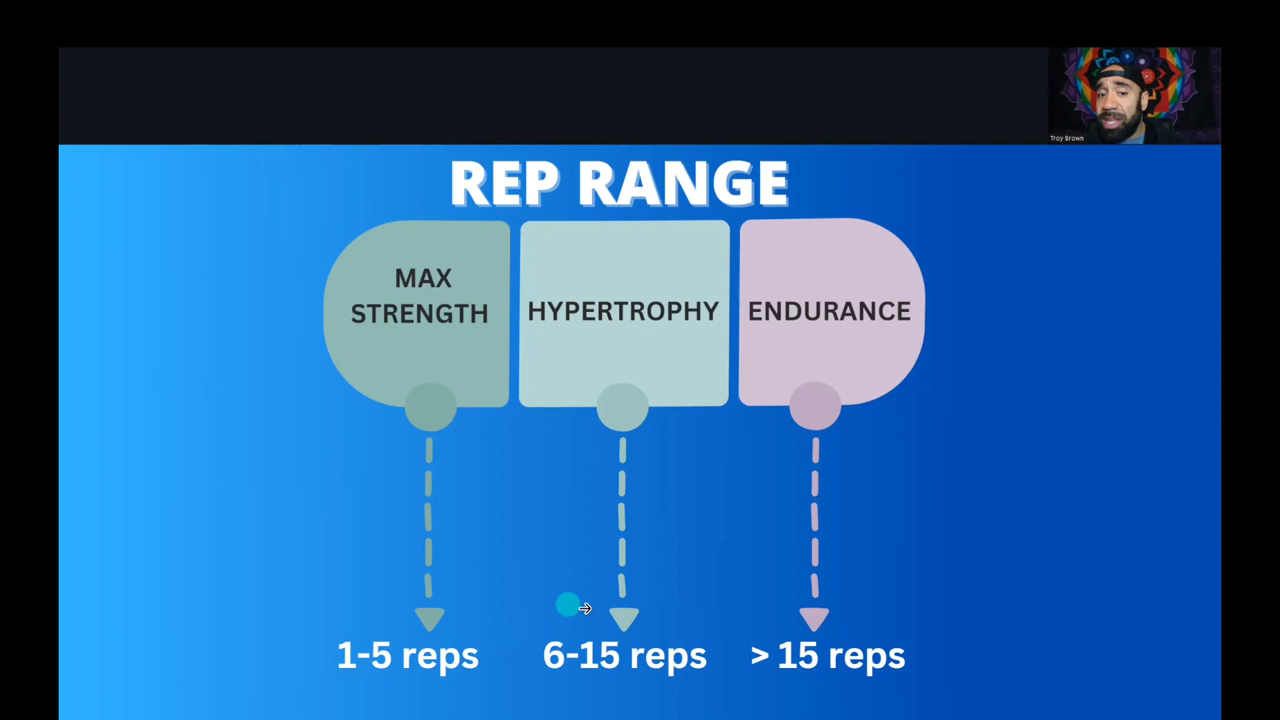 Troy Brown
REP RANGE
MAX
STRENGTH
HYPERTROPHY
ENDURANCE
1-5 reps
6-15 reps
> 15 reps